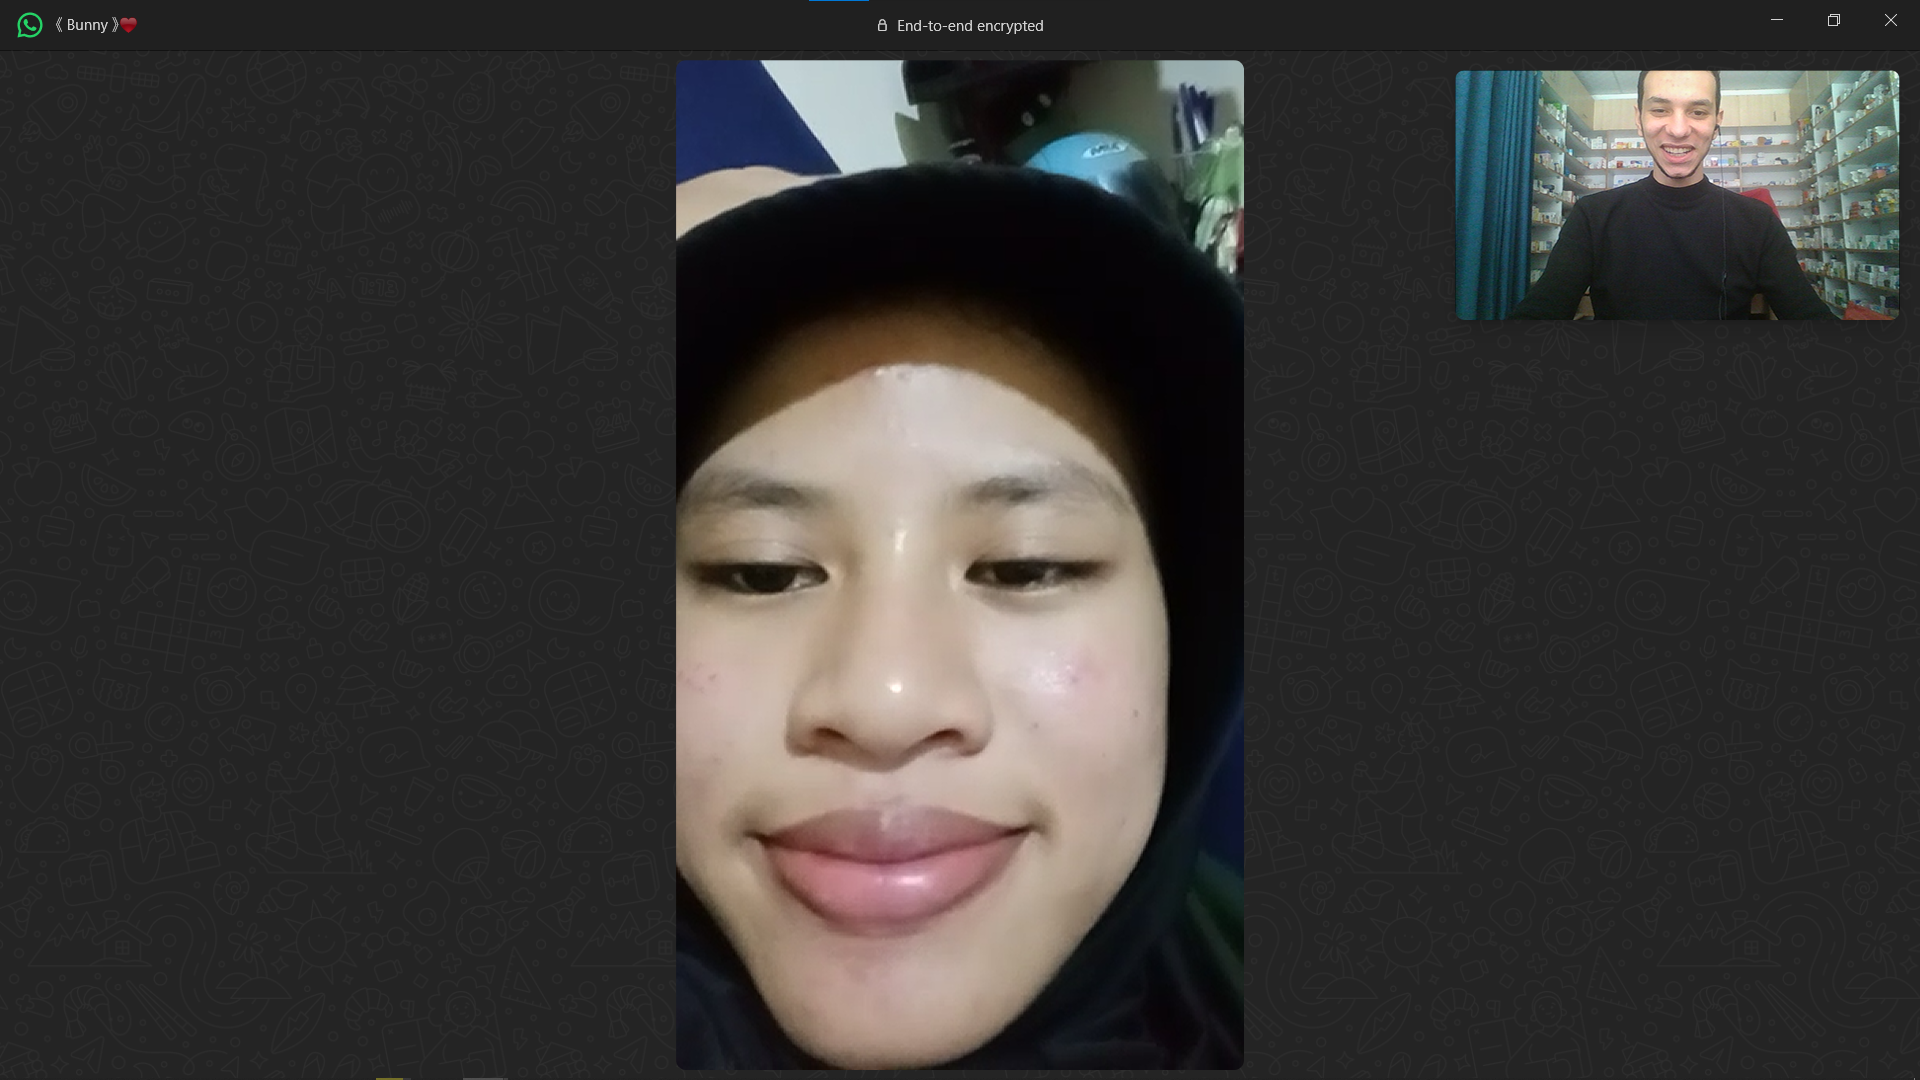 《 Bunny 》❤️
End-to-end encrypted